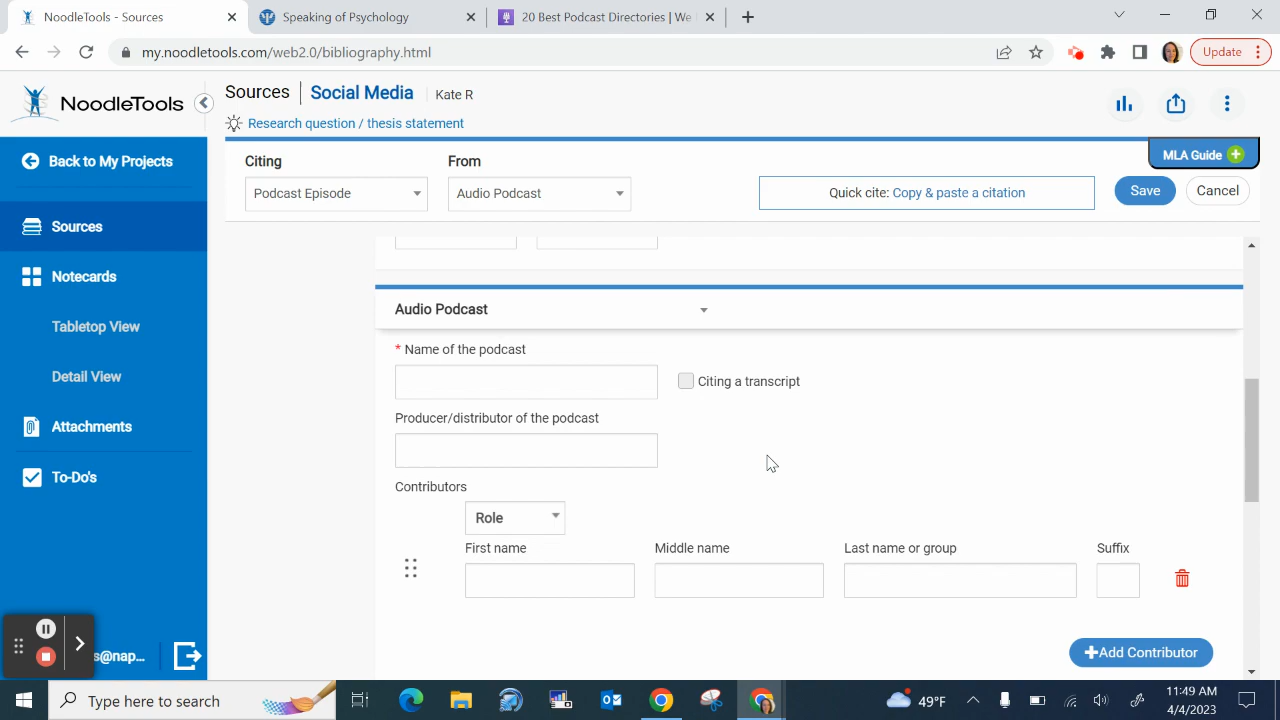 NoodleTools - Sources
Speaking of Psychology
20 Best Podcast Directories | We
my.noodletools.com/web2.0/bibliography.html
Update
NoodleTools
Sources
Social Media
Kate R
Research question / thesis statement
Back to My Projects
Sources
Notecards
Tabletop View
Detail View
Attachments
To-Do's
s@nap...
Citing
From
MLA Guide
Podcast Episode
Audio Podcast
Quick cite: Copy & paste a citation
Save
Cancel
Audio Podcast
* Name of the podcast
Citing a transcript
Producer/distributor of the podcast
Contributors
Role
First name
Middle name
Last name or group
Suffix
Add Contributor
Type here to search
49°F
11:49 AM
4/4/2023